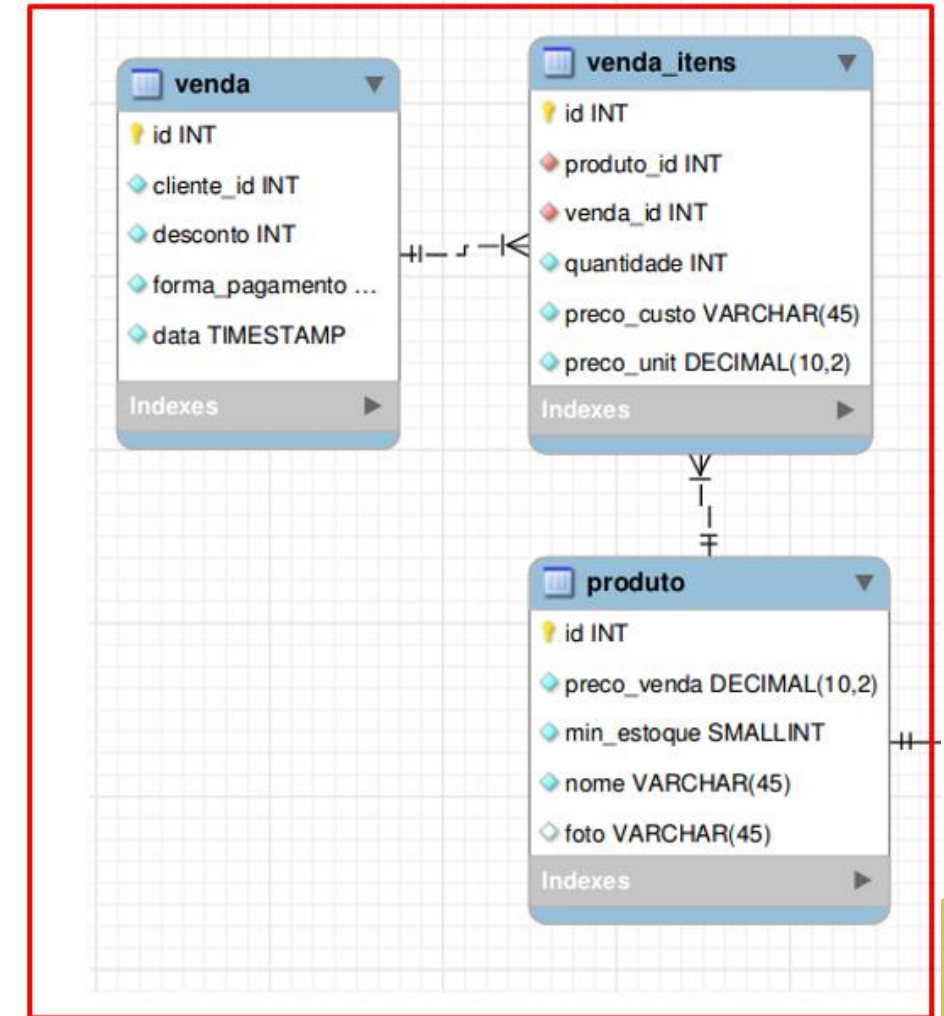 venda
id INT
cliente_id INT
desconto INT
forma_pagamento ...
data TIMESTAMP
Indexes
venda_itens
id INT
produto_id INT
venda_id INT
quantidade INT
preco_custo VARCHAR(45)
preco_unit DECIMAL(10,2)
Indexes
produto
id INT
preco_venda DECIMAL(10,2)
min_estoque SMALLINT
nome VARCHAR(45)
foto VARCHAR(45)
Indexes